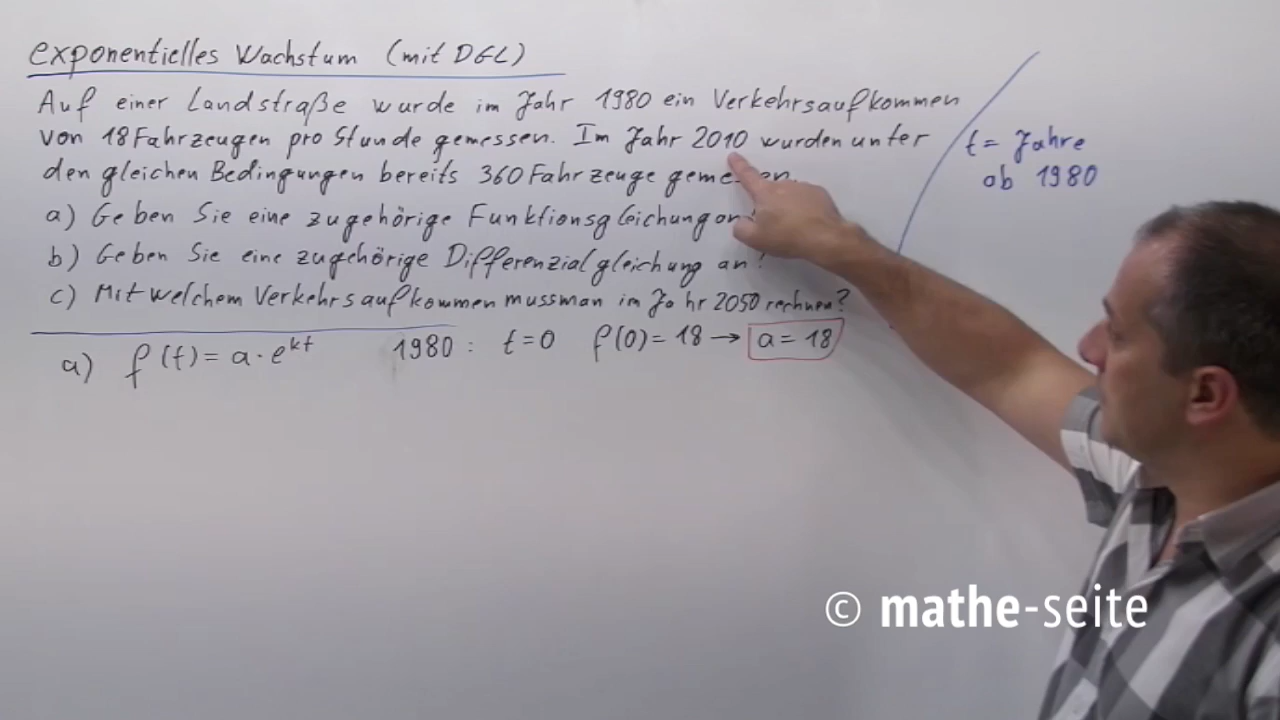 exponentielles Wachstum (mit DGL)
Auf einer Landstraße wurde im Jahr 1980 ein Verkehrsaufkommen
von 18 Fahrzeugen pro Stunde gemessen. Im Jahr 2010 wurden unter
den gleichen Bedingungen bereits 360 Fahrzeuge
a) Geben Sie eine zugehörige Funktionsgleichung an!
b) Geben Sie eine zugehörige Differenzialgleichung an!
c) Mit welchem Verkehrsaufkommen muss man im Jahr 2050 rechnen?
t = Jahre
ab 1980
a) f(t) = a · e^{kt} 1980: t=0 f(0) = 18 → a = 18
© mathe-seite